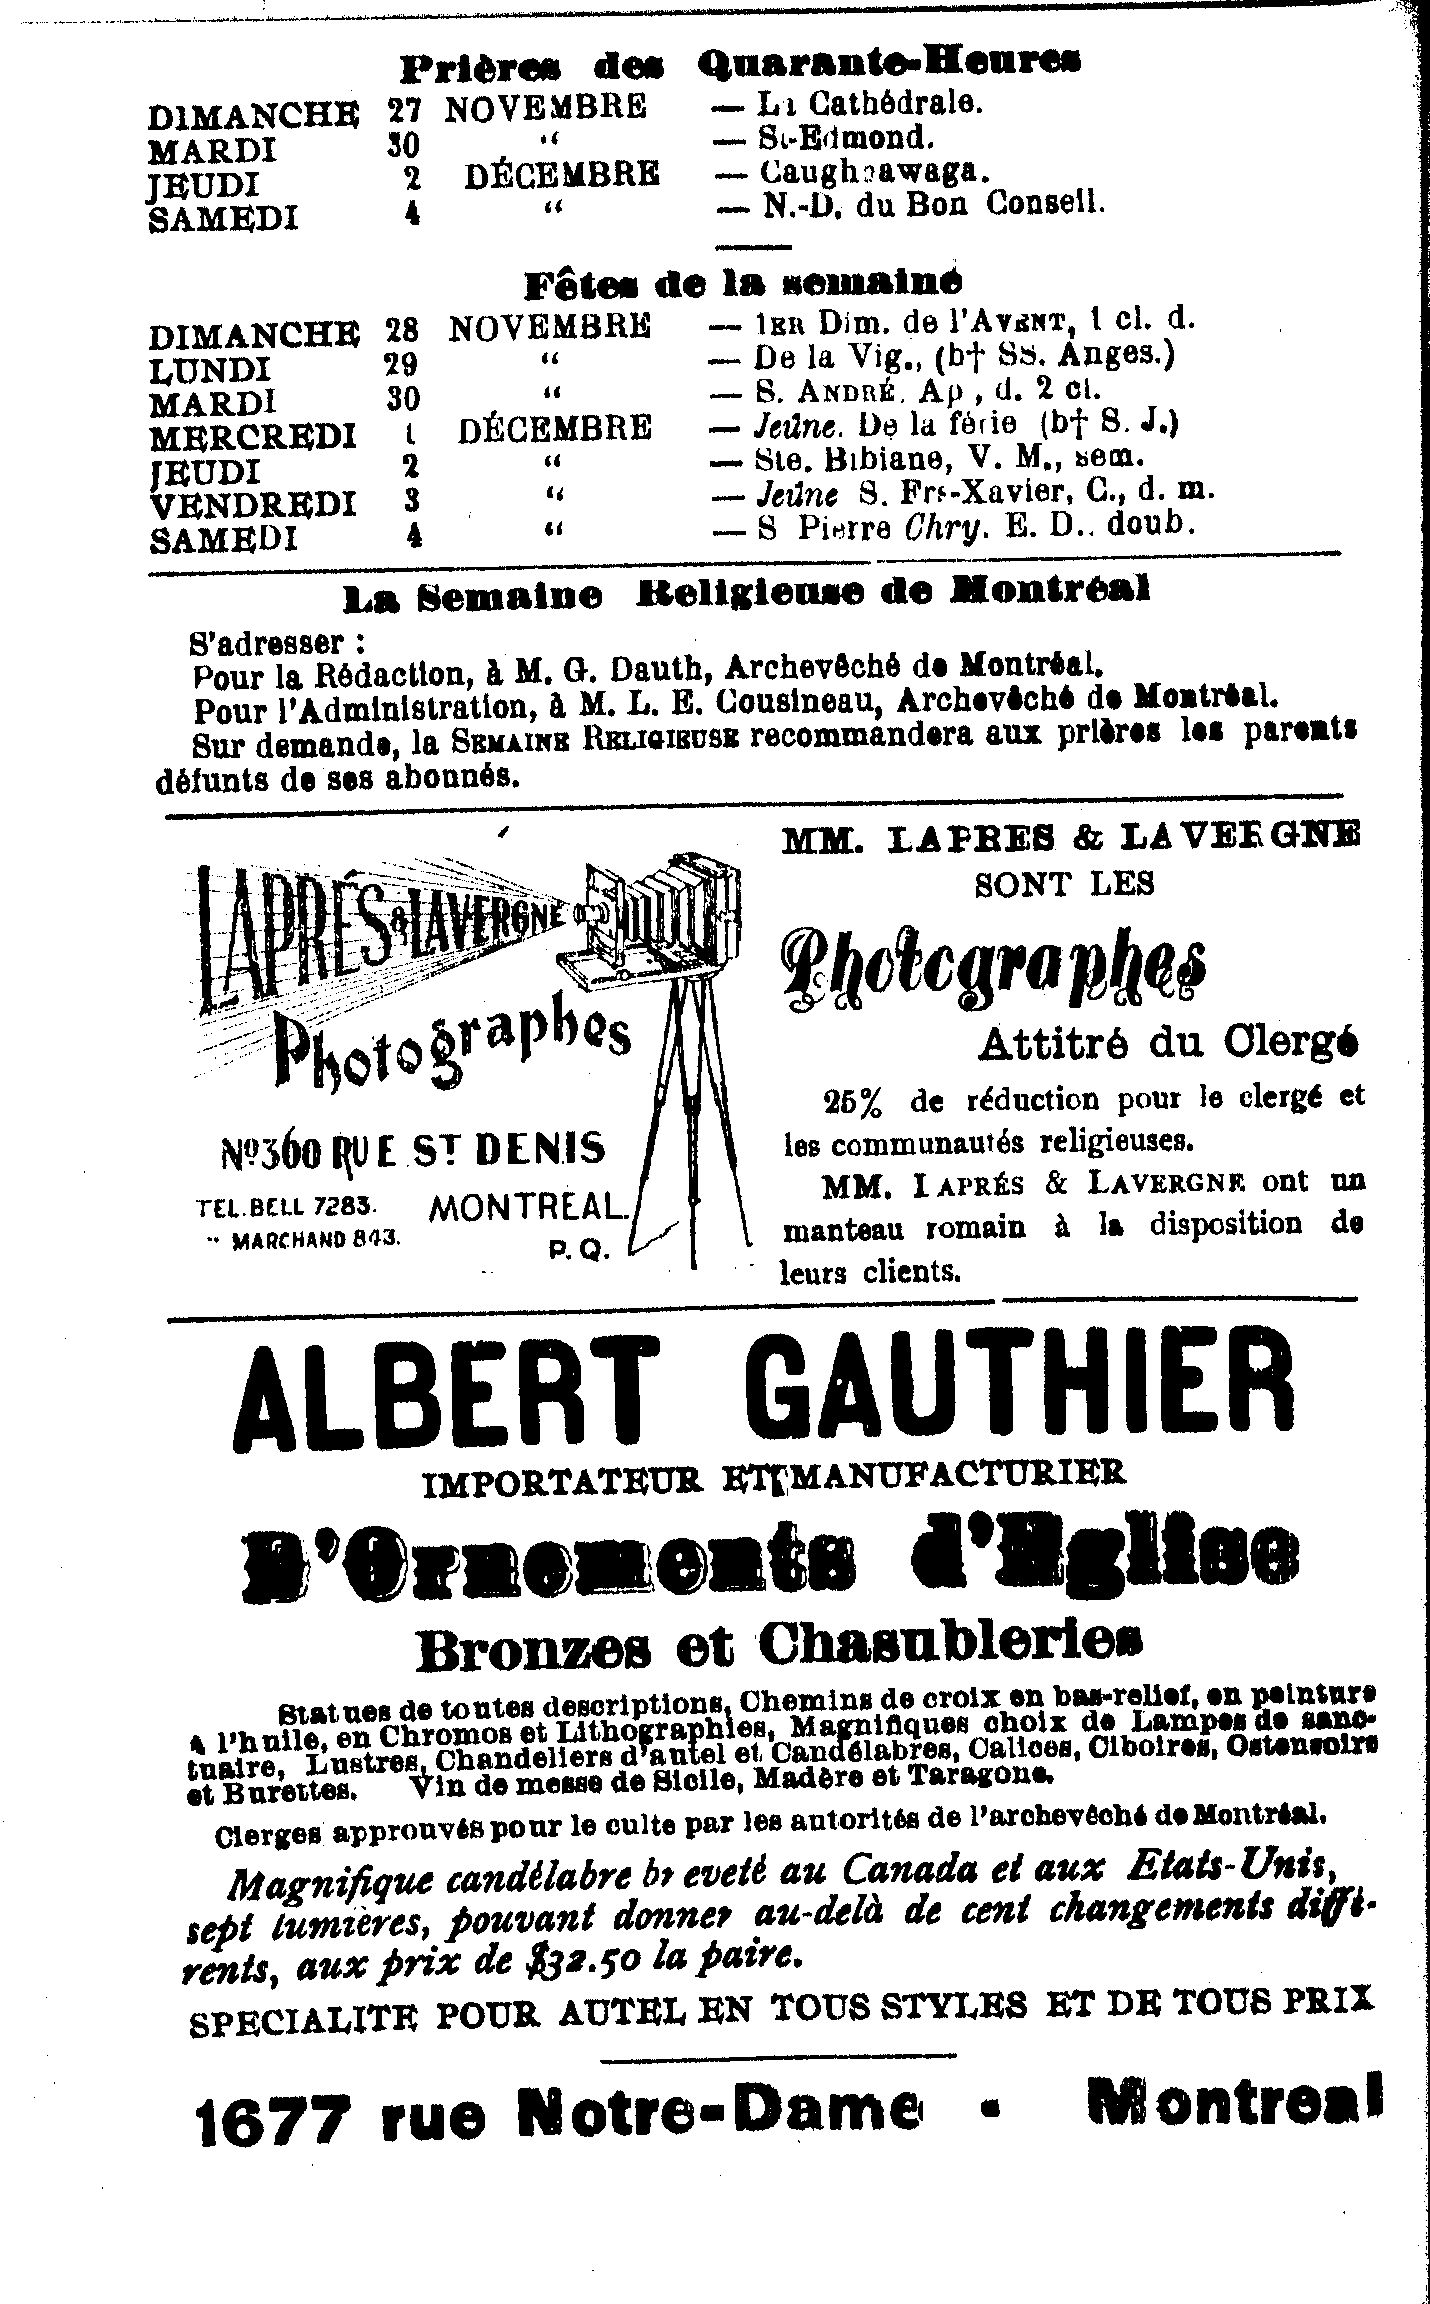 Prières des Quarante-Heures
DIMANCHE 27 NOVEMBRE — La Cathédrale.
MARDI 30 “ — St-Edmond.
JEUDI 2 DÉCEMBRE — Caughnawaga.
SAMEDI 4 “ — N.-D. du Bon Conseil.
Fêtes de la semaine
DIMANCHE 28 NOVEMBRE — 1ER Dim. de l'AVENT, 1 cl. d.
LUNDI 29 “ — De la Vig., (b† SS. Anges.)
MARDI 30 “ — S. ANDRÉ. Ap , d. 2 cl.
MERCREDI 1 DÉCEMBRE — Jeûne. De la férie (b† S. J.)
JEUDI 2 “ — Ste. Bibiane, V. M., sem.
VENDREDI 3 “ — Jeûne S. Frs-Xavier, C., d. m.
SAMEDI 4 “ — S Pierre Chry. E. D.. doub.
La Semaine Religieuse de Montréal
S'adresser :
Pour la Rédaction, à M. G. Dauth, Archevêché de Montréal.
Pour l'Administration, à M. L. E. Cousineau, Archevêché de Montréal.
Sur demande, la SEMAINE RELIGIEUSE recommandera aux prières les parents
défunts de ses abonnés.
LAPRÉS & LAVERGNE
Photographes
No 360 RUE ST DENIS
TEL. BELL 7283. MONTREAL.
“ MARCHAND 843. P.Q.
MM. LAPRES & LAVERGNE
SONT LES
Photographes
Attitré du Clergé
25% de réduction pour le clergé et
les communautés religieuses.
MM. LAPRÉS & LAVERGNE ont un
manteau romain à la disposition de
leurs clients.
ALBERT GAUTHIER
IMPORTATEUR ET MANUFACTURIER
D'Ornements d'Eglise
Bronzes et Chasubleries
Statues de toutes descriptions, Chemins de croix en bas-relief, en peinture
à l'huile, en Chromos et Lithographies, Magnifiques choix de Lampes de sanc-
tuaire, Lustres, Chandeliers d'autel et Candélabres, Calices, Ciboires, Ostensoirs
et Burettes. Vin de messe de Sicile, Madère et Taragone.
Cierges approuvés pour le culte par les autorités de l'archevêché de Montréal.
Magnifique candélabre breveté au Canada et aux Etats-Unis,
sept lumières, pouvant donner au-delà de cent changements diffé-
rents, aux prix de $32.50 la paire.
SPECIALITE POUR AUTEL EN TOUS STYLES ET DE TOUS PRIX
1677 rue Notre-Dame - Montreal